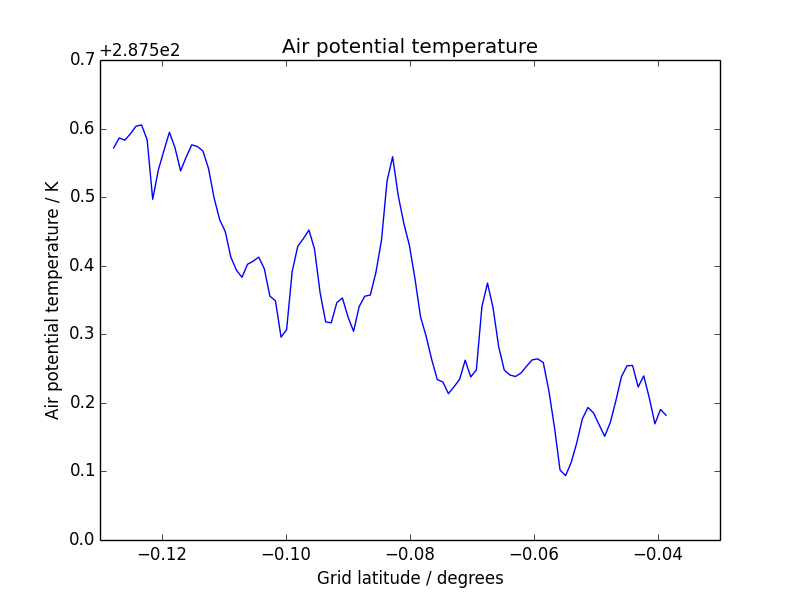 Air potential temperature
+2.875e2
0.7
0.6
0.5
0.4
0.3
0.2
0.1
0.0
Air potential temperature / K
−0.12 −0.10 −0.08 −0.06 −0.04
Grid latitude / degrees